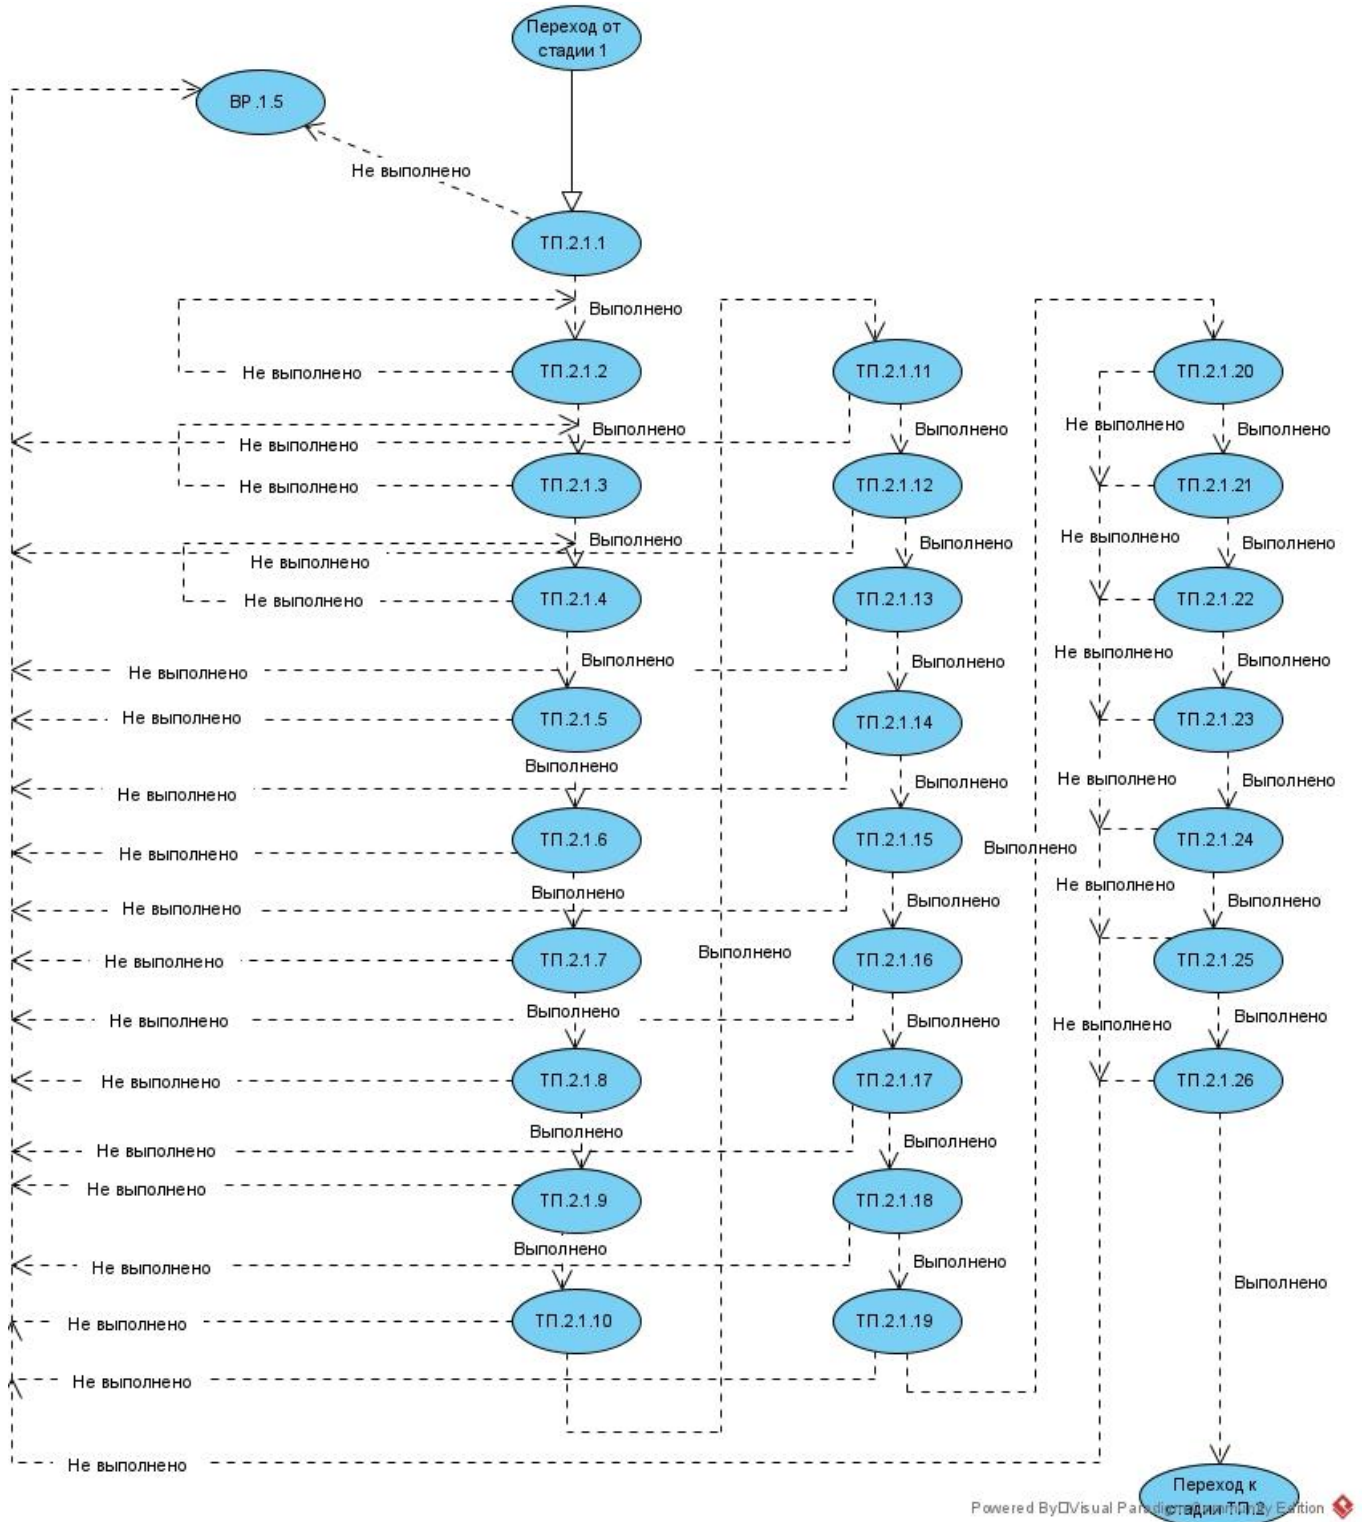 Переход от
стадии 1
ВР .1.5
Не выполнено
ТП.2.1.1
Выполнено
ТП.2.1.2
Не выполнено
ТП.2.1.11
ТП.2.1.20
Не выполнено
Выполнено
Не выполнено
Выполнено
Выполнено
Не выполнено
ТП.2.1.3
ТП.2.1.12
ТП.2.1.21
Выполнено
Не выполнено
Выполнено
Не выполнено
Выполнено
Не выполнено
ТП.2.1.4
ТП.2.1.13
ТП.2.1.22
Не выполнено
Выполнено
Выполнено
Не выполнено
Выполнено
Не выполнено
ТП.2.1.5
ТП.2.1.14
ТП.2.1.23
Выполнено
Не выполнено
Выполнено
Не выполнено
Выполнено
Не выполнено
ТП.2.1.6
ТП.2.1.15
Выполнено
ТП.2.1.24
Выполнено
Не выполнено
Не выполнено
Выполнено
Выполнено
Не выполнено
ТП.2.1.7
Выполнено
ТП.2.1.16
ТП.2.1.25
Не выполнено
Выполнено
Выполнено
Не выполнено
Выполнено
Не выполнено
ТП.2.1.8
ТП.2.1.17
ТП.2.1.26
Не выполнено
Выполнено
Выполнено
Не выполнено
ТП.2.1.9
ТП.2.1.18
Не выполнено
Выполнено
Выполнено
Выполнено
Не выполнено
ТП.2.1.10
ТП.2.1.19
Не выполнено
Не выполнено
Переход к
стадии ТП.2
Powered By Visual Paradigm Community Edition